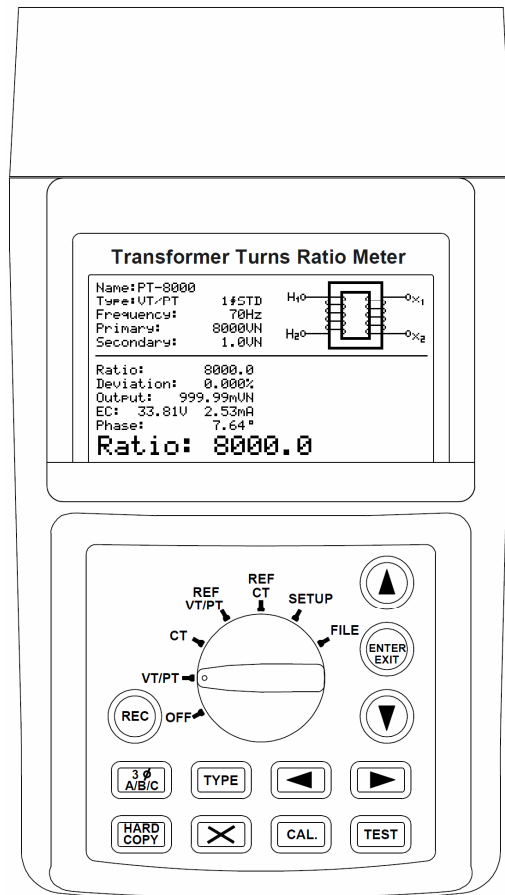 Transformer Turns Ratio Meter
Name:PT-8000
Type:VT/PT 1ϕSTD
Frequency: 70Hz
Primary: 8000VN
Secondary: 1.0VN
H1 X1
H2 X2
Ratio: 8000.0
Deviation: 0.000%
Output: 999.99mVN
EC: 33.81V 2.53mA
Phase: 7.64°
Ratio: 8000.0
REF
VT/PT
REF
CT
SETUP
FILE
CT
VT/PT
OFF
ENTER
EXIT
REC
3 ϕ
A/B/C
TYPE
HARD
COPY
CAL.
TEST